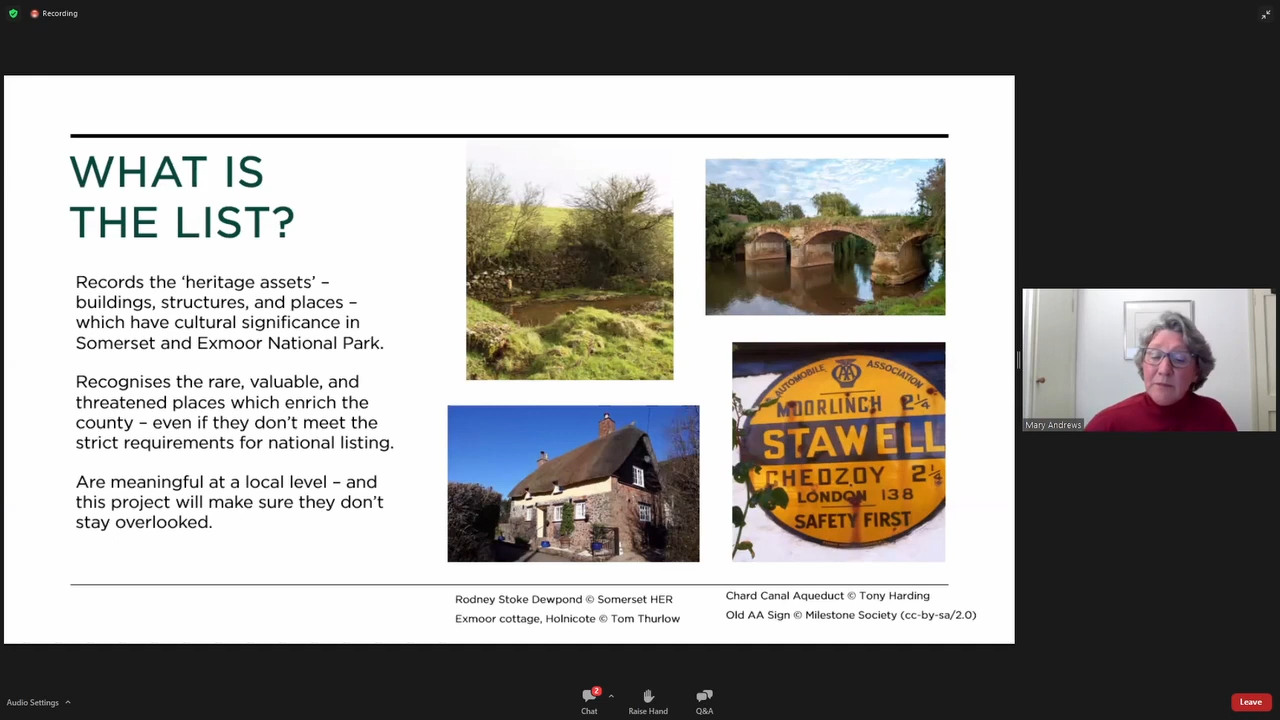 Recording
WHAT IS
THE LIST?
Records the ‘heritage assets’ –
buildings, structures, and places –
which have cultural significance in
Somerset and Exmoor National Park.
Recognises the rare, valuable, and
threatened places which enrich the
county – even if they don’t meet the
strict requirements for national listing.
Are meaningful at a local level – and
this project will make sure they don’t
stay overlooked.
AUTOMOBILE ASSOCIATION
AA
MOORLINCH 2¼
STAWELL
CHEDZOY 2¼
LONDON 138
SAFETY FIRST
Rodney Stoke Dewpond © Somerset HER
Exmoor cottage, Holnicote © Tom Thurlow
Chard Canal Aqueduct © Tony Harding
Old AA Sign © Milestone Society (cc-by-sa/2.0)
Mary Andrews
Audio Settings
2
Chat
Raise Hand
Q&A
Leave